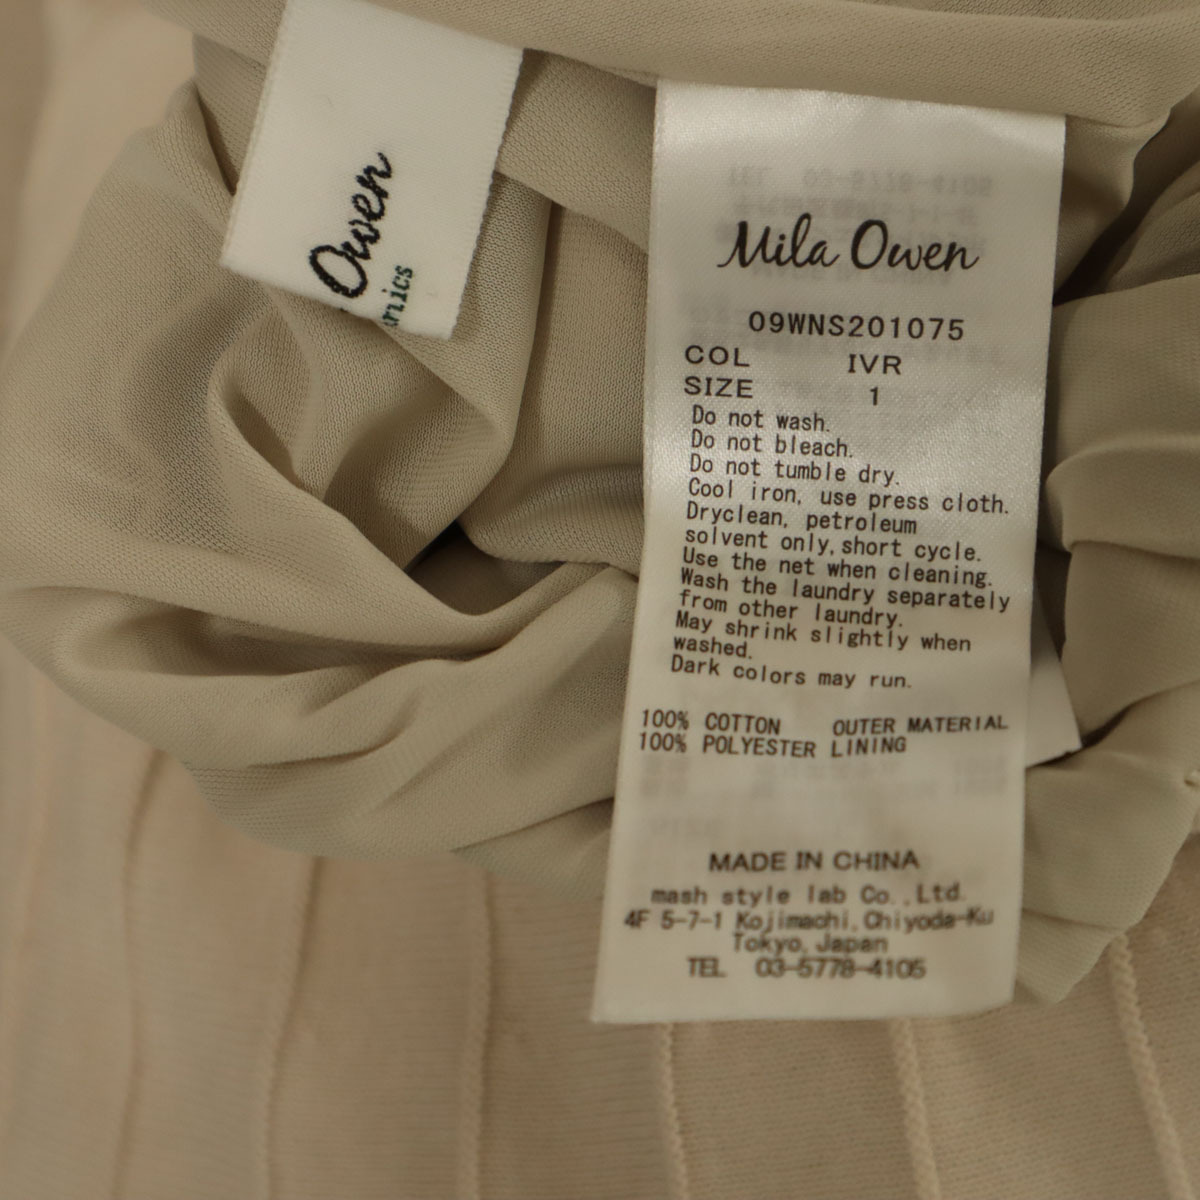 Owen
Mila Owen
09WNS201075
COL IVR
SIZE 1
Do not wash.
Do not bleach.
Do not tumble dry.
Cool iron, use press cloth.
Dryclean, petroleum
solvent only,short cycle.
Use the net when cleaning.
Wash the laundry separately
from other laundry.
May shrink slightly when
washed.
Dark colors may run.
100% COTTON OUTER MATERIAL
100% POLYESTER LINING
MADE IN CHINA
mash style lab Co.,Ltd.
4F 5-7-1 Kojimachi,Chiyoda-Ku
Tokyo,Japan
TEL 03-5778-4105